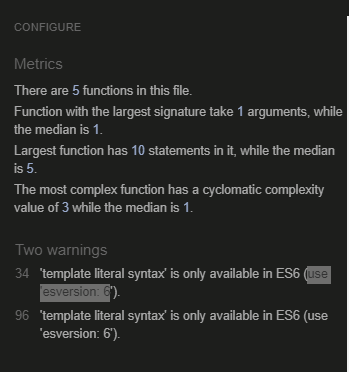 CONFIGURE
Metrics
There are 5 functions in this file.
Function with the largest signature take 1 arguments, while
the median is 1.
Largest function has 10 statements in it, while the median
is 5.
The most complex function has a cyclomatic complexity
value of 3 while the median is 1.
Two warnings
34 'template literal syntax' is only available in ES6 (use
'esversion: 6').
96 'template literal syntax' is only available in ES6 (use
'esversion: 6').